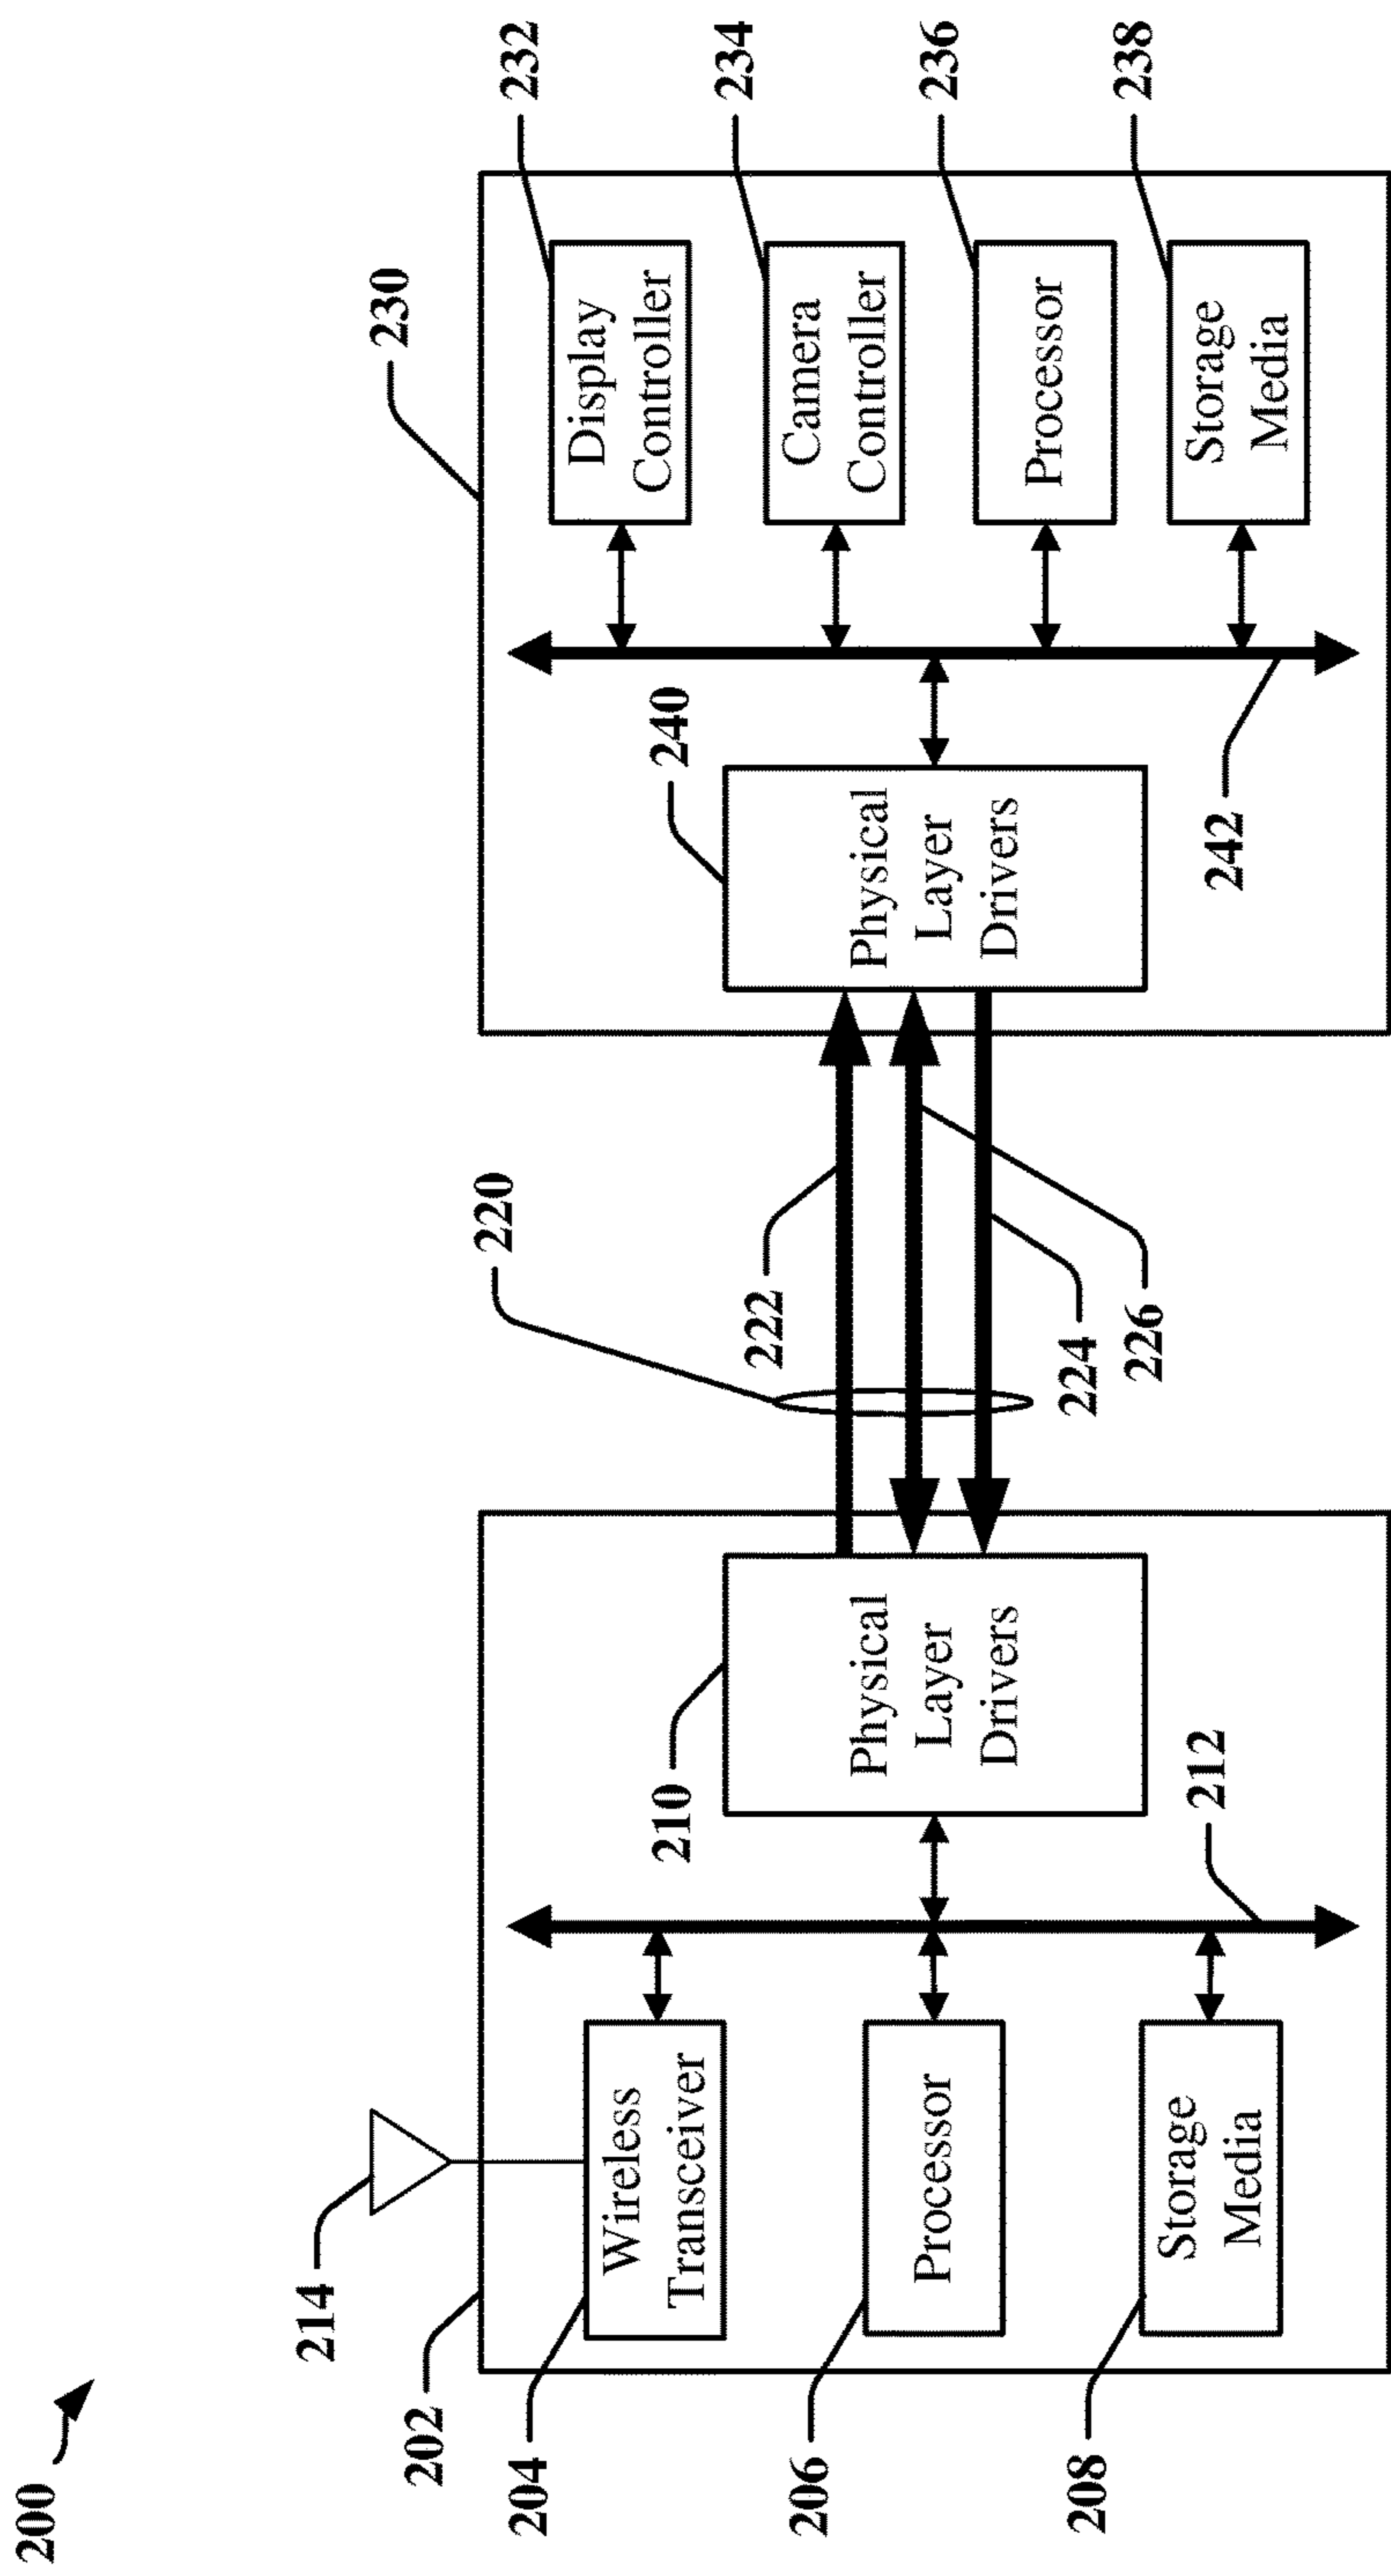 200
214
202
204
Wireless
Transceiver
206
Processor
208
Storage
Media
210
Physical
Layer
Drivers
212
220
222
224
226
230
240
Physical
Layer
Drivers
242
232
Display
Controller
234
Camera
Controller
236
Processor
238
Storage
Media